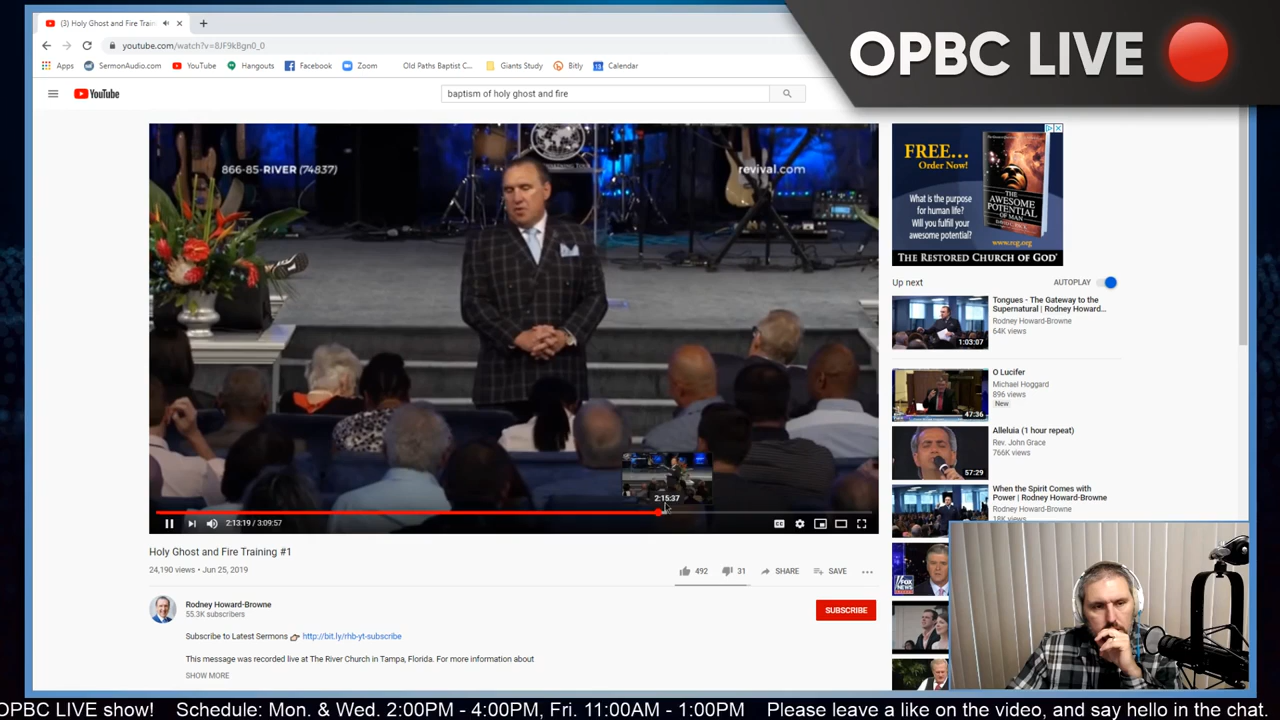 (3) Holy Ghost and Fire Train
OPBC LIVE
youtube.com/watch?v=8JF9kBgn0_0
Apps SermonAudio.com YouTube Hangouts Facebook Zoom Old Paths Baptist C... Giants Study Bitly Calendar
YouTube
baptism of holy ghost and fire
866-85-RIVER (74837)
revival.com
FREE...
Order Now!
What is the purpose
for human life?
Will you fulfill your
awesome potential?
THE
AWESOME
POTENTIAL
OF MAN
www.rcg.org
THE RESTORED CHURCH OF GOD
Up next
AUTOPLAY
Tongues - The Gateway to the
Supernatural | Rodney Howard...
Rodney Howard-Browne
64K views
1:03:07
O Lucifer
Michael Hoggard
896 views
New
47:36
Alleluia (1 hour repeat)
Rev. John Grace
766K views
57:29
When the Spirit Comes with
Power | Rodney Howard-Browne
Rodney Howard-Browne
18K views
2:15:37
2:13:19 / 3:09:57
CC
Holy Ghost and Fire Training #1
24,190 views • Jun 25, 2019
492 31 SHARE SAVE
Rodney Howard-Browne
55.3K subscribers
SUBSCRIBE
Subscribe to Latest Sermons 👉 http://bit.ly/rhb-yt-subscribe
This message was recorded live at The River Church in Tampa, Florida. For more information about
SHOW MORE
OPBC LIVE show! Schedule: Mon. & Wed. 2:00PM - 4:00PM, Fri. 11:00AM - 1:00PM Please leave a like on the video, and say hello in the chat.